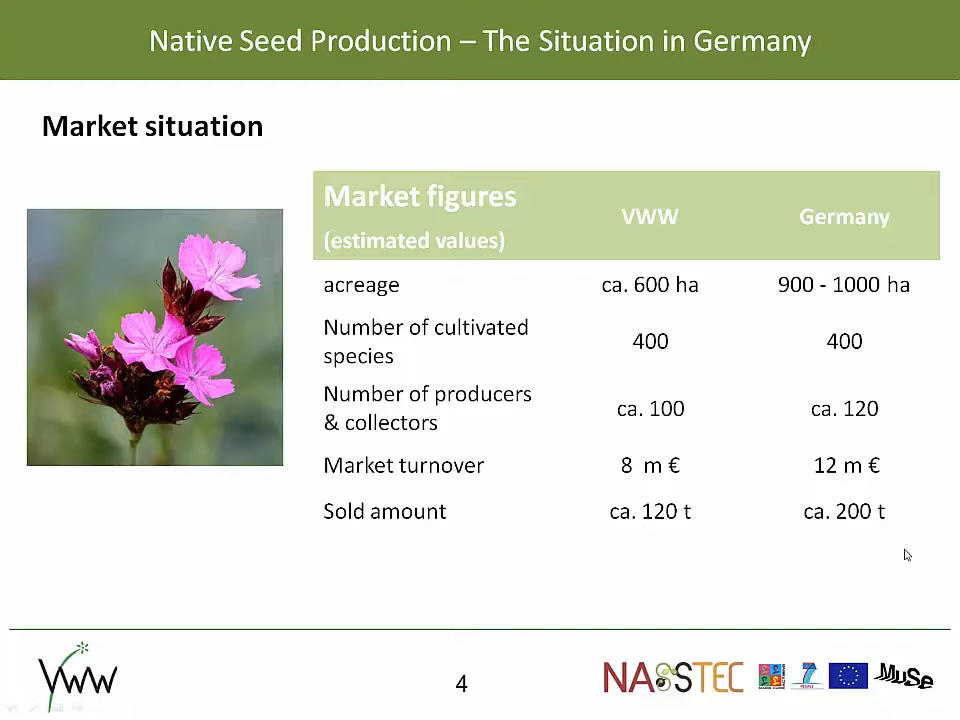 Native Seed Production – The Situation in Germany
Market situation
Market figures
(estimated values)
VWW
Germany
acreage
ca. 600 ha
900 - 1000 ha
Number of cultivated
species
400
400
Number of producers
& collectors
ca. 100
ca. 120
Market turnover
8 m €
12 m €
Sold amount
ca. 120 t
ca. 200 t
VWW
4
NASSTEC
7
MuSe